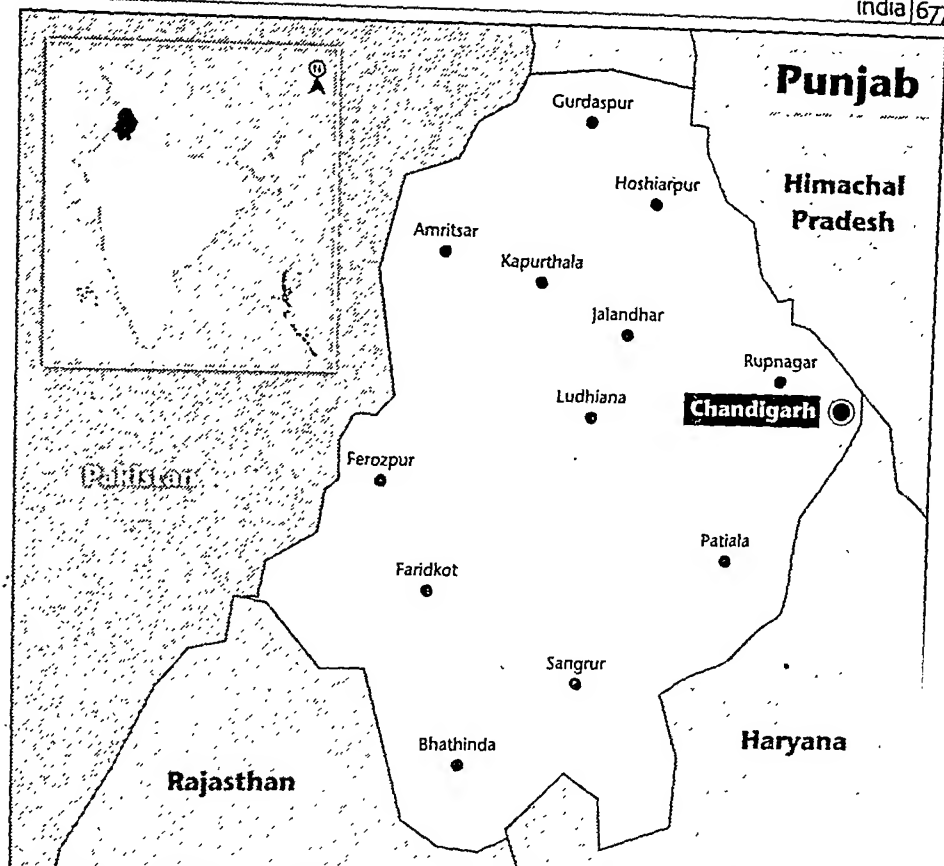 India 67
Punjab
N
Gurdaspur
Himachal
Pradesh
Hoshiarpur
Amritsar
Kapurthala
Jalandhar
Rupnagar
Ludhiana
Chandigarh
Ferozpur
Pakistan
Patiala
Faridkot
Sangrur
Haryana
Bhathinda
Rajasthan